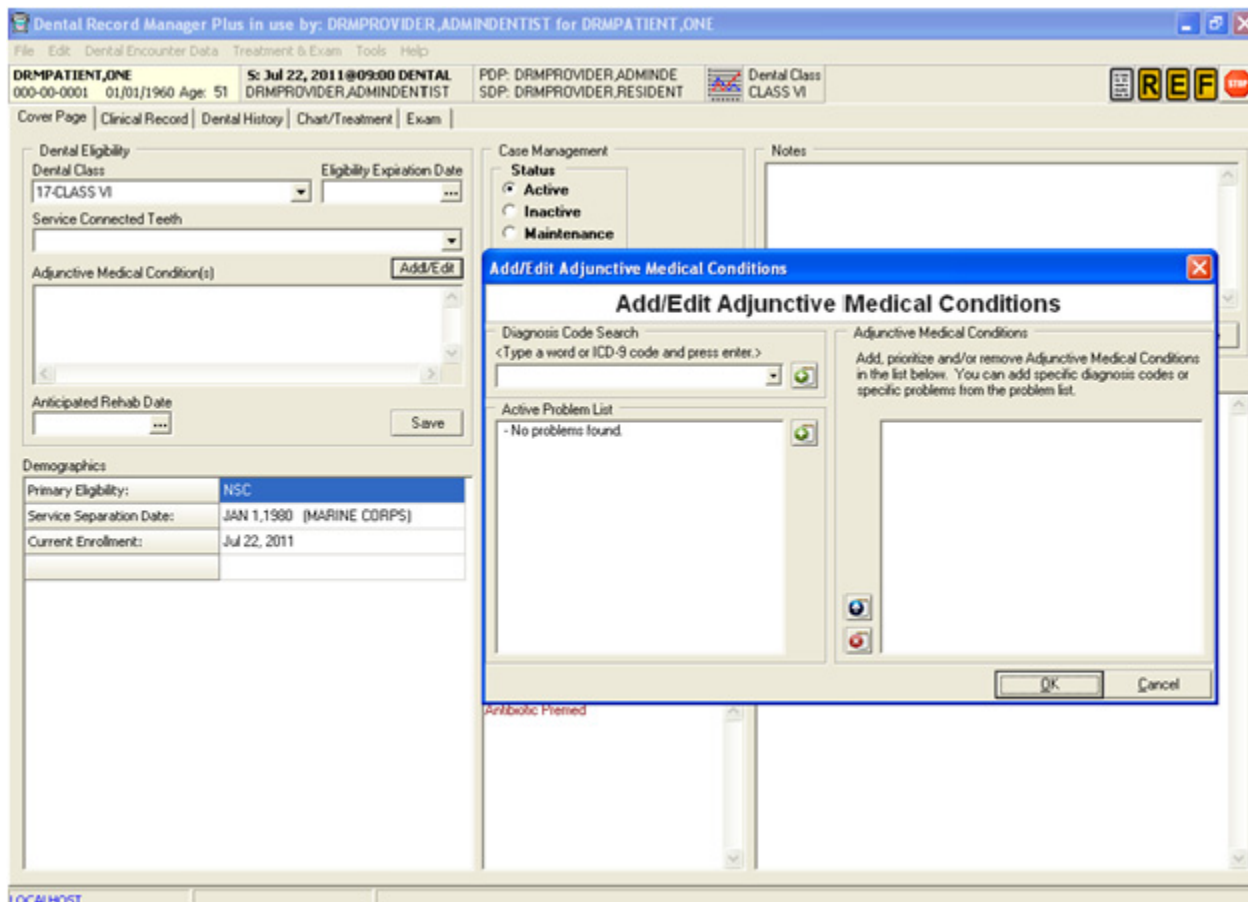 Dental Record Manager Plus in use by: DRMPROVIDER,ADMINDENTIST for DRMPATIENT,ONE
File Edit Dental Encounter Data Treatment & Exam Tools Help
DRMPATIENT,ONE
000-00-0001 01/01/1960 Age: 51
S: Jul 22, 2011@09:00 DENTAL
DRMPROVIDER,ADMINDENTIST
PDP: DRMPROVIDER,ADMINDE
SDP: DRMPROVIDER,RESIDENT
Dental Class
CLASS VI
R E F STOP
Cover Page Clinical Record Dental History Chart/Treatment Exam
Dental Eligibility
Dental Class
Eligibility Expiration Date
17-CLASS VI
...
Service Connected Teeth
Adjunctive Medical Condition(s)
Add/Edit
Anticipated Rehab Date
...
Save
Case Management
Status
Active
Inactive
Maintenance
Notes
Add/Edit Adjunctive Medical Conditions
Add/Edit Adjunctive Medical Conditions
Diagnosis Code Search
<Type a word or ICD-9 code and press enter.>
Active Problem List
- No problems found.
Adjunctive Medical Conditions
Add, prioritize and/or remove Adjunctive Medical Conditions
in the list below. You can add specific diagnosis codes or
specific problems from the problem list.
OK
Cancel
Demographics
Primary Eligibility: NSC
Service Separation Date: JAN 1,1980 (MARINE CORPS)
Current Enrollment: Jul 22, 2011
Antibiotic Premed
LOCALHOST